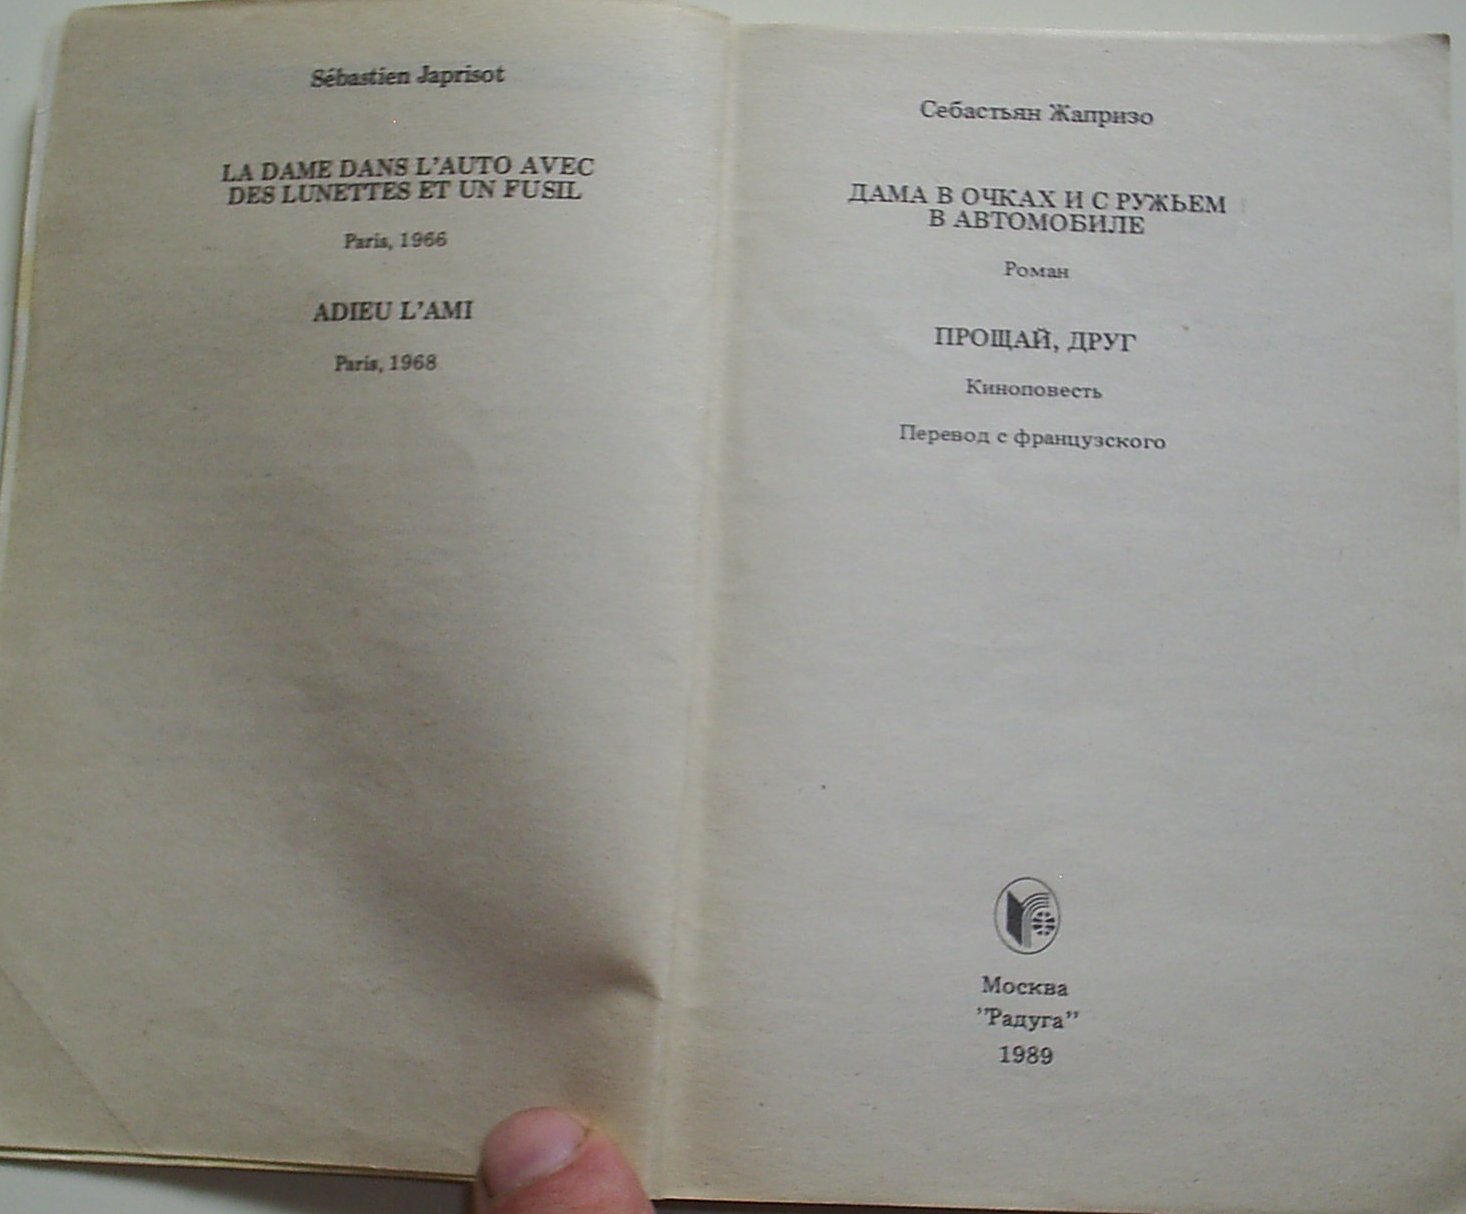 Sébastien Japrisot
LA DAME DANS L'AUTO AVEC
DES LUNETTES ET UN FUSIL
Paris, 1966
ADIEU L'AMI
Paris, 1968
Себастьян Жапризо
ДАМА В ОЧКАХ И С РУЖЬЕМ
В АВТОМОБИЛЕ
Роман
ПРОЩАЙ, ДРУГ
Киноповесть
Перевод с французского
Москва
"Радуга"
1989